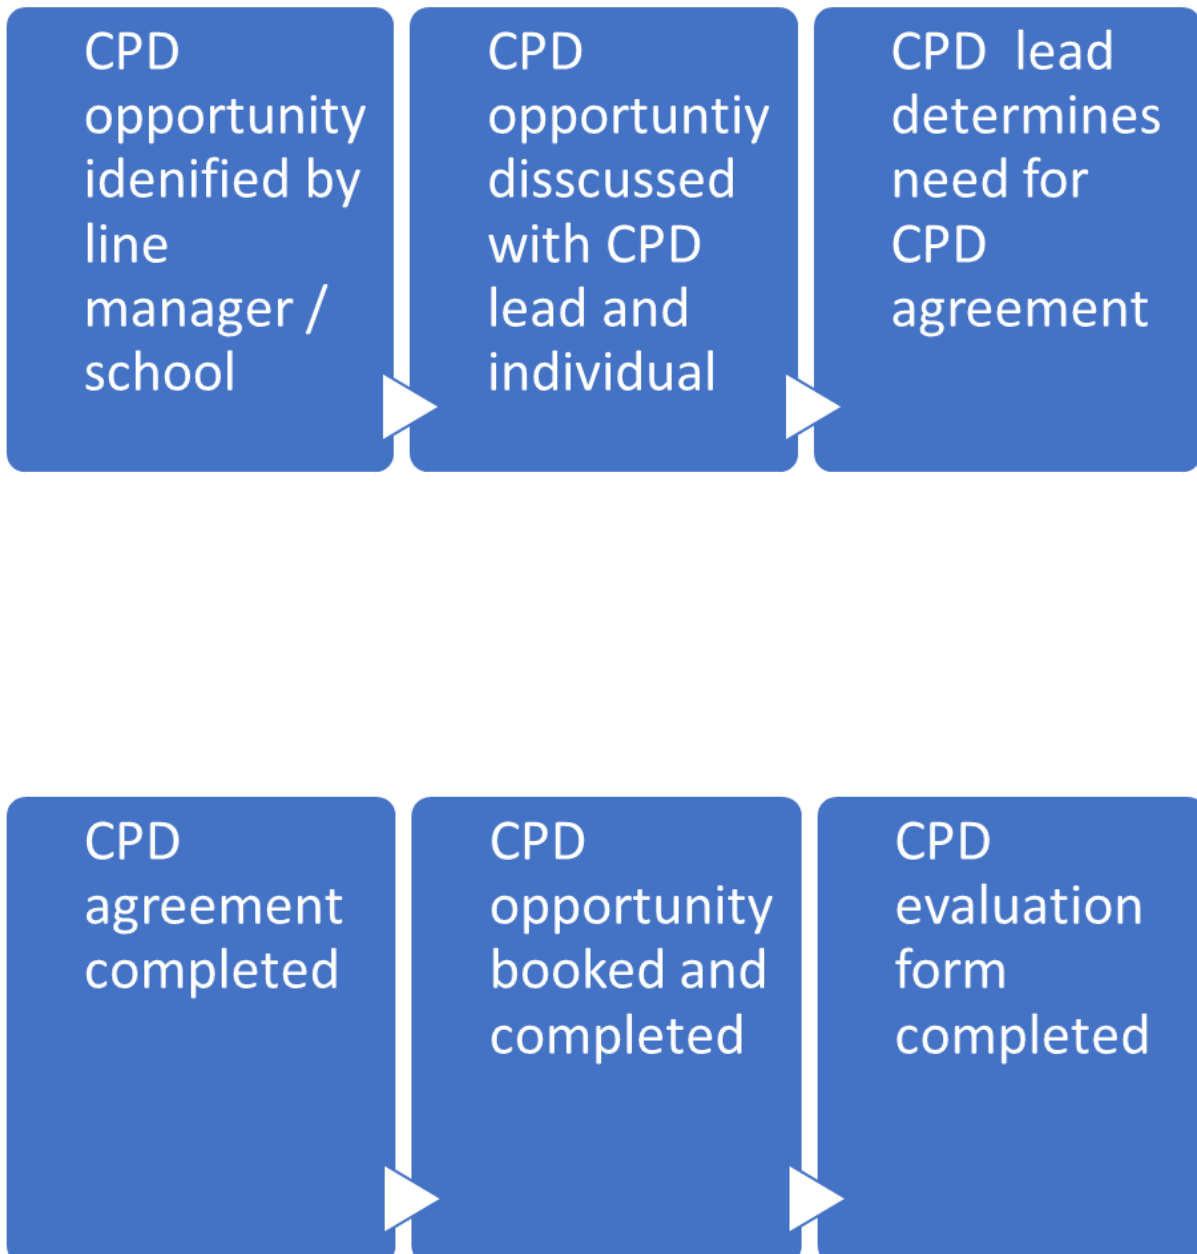 CPD
opportunity
idenified by
line
manager /
school
CPD
opportuntiy
disscussed
with CPD
lead and
individual
CPD  lead
determines
need for
CPD
agreement
CPD
agreement
completed
CPD
opportunity
booked and
completed
CPD
evaluation
form
completed